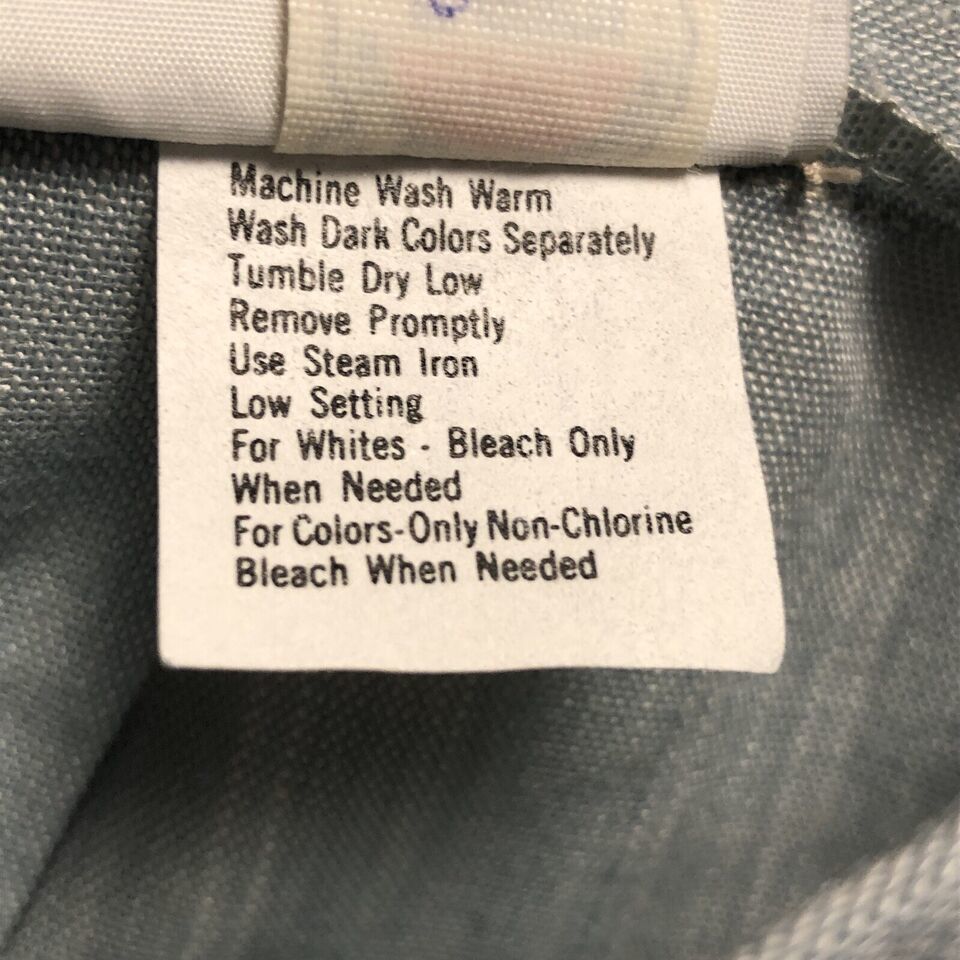 Machine Wash Warm
Wash Dark Colors Separately
Tumble Dry Low
Remove Promptly
Use Steam Iron
Low Setting
For Whites - Bleach Only
When Needed
For Colors-Only Non-Chlorine
Bleach When Needed